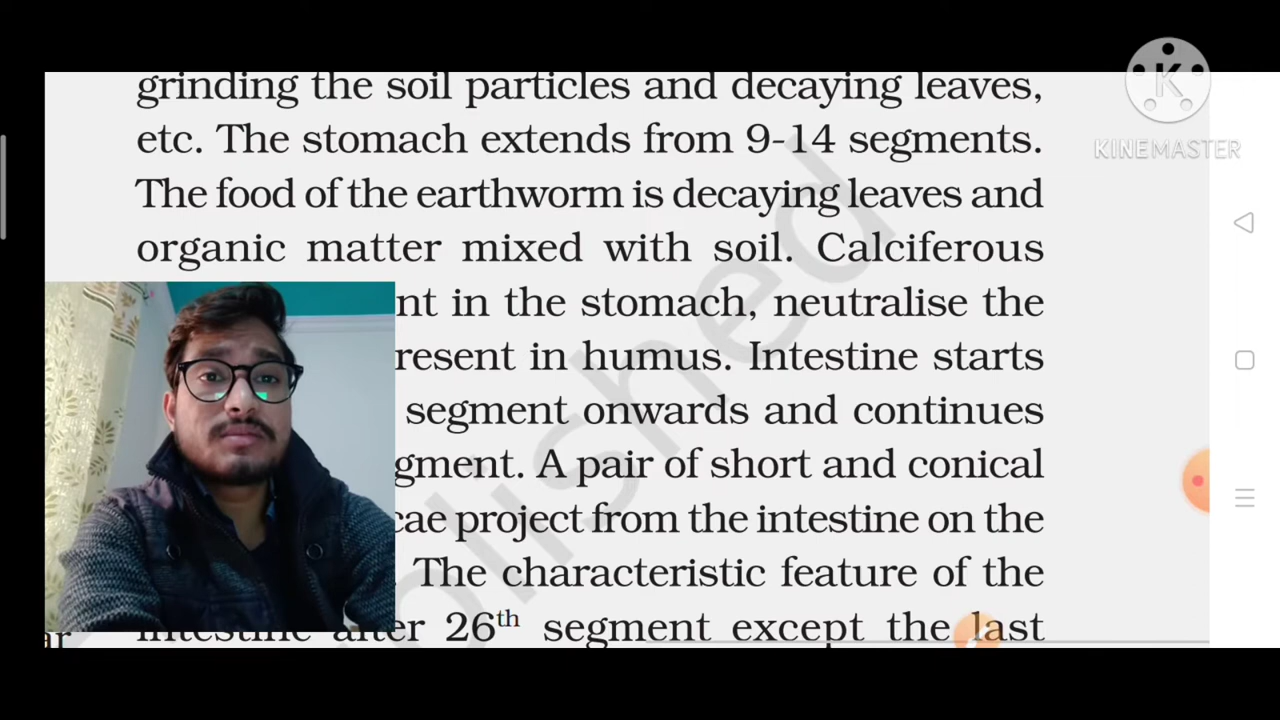 grinding the soil particles and decaying leaves,
etc. The stomach extends from 9-14 segments.
The food of the earthworm is decaying leaves and
organic matter mixed with soil. Calciferous
nt in the stomach, neutralise the
resent in humus. Intestine starts
segment onwards and continues
gment. A pair of short and conical
cae project from the intestine on the
The characteristic feature of the
intestine after 26th segment except the last
ar
K
KINEMASTER